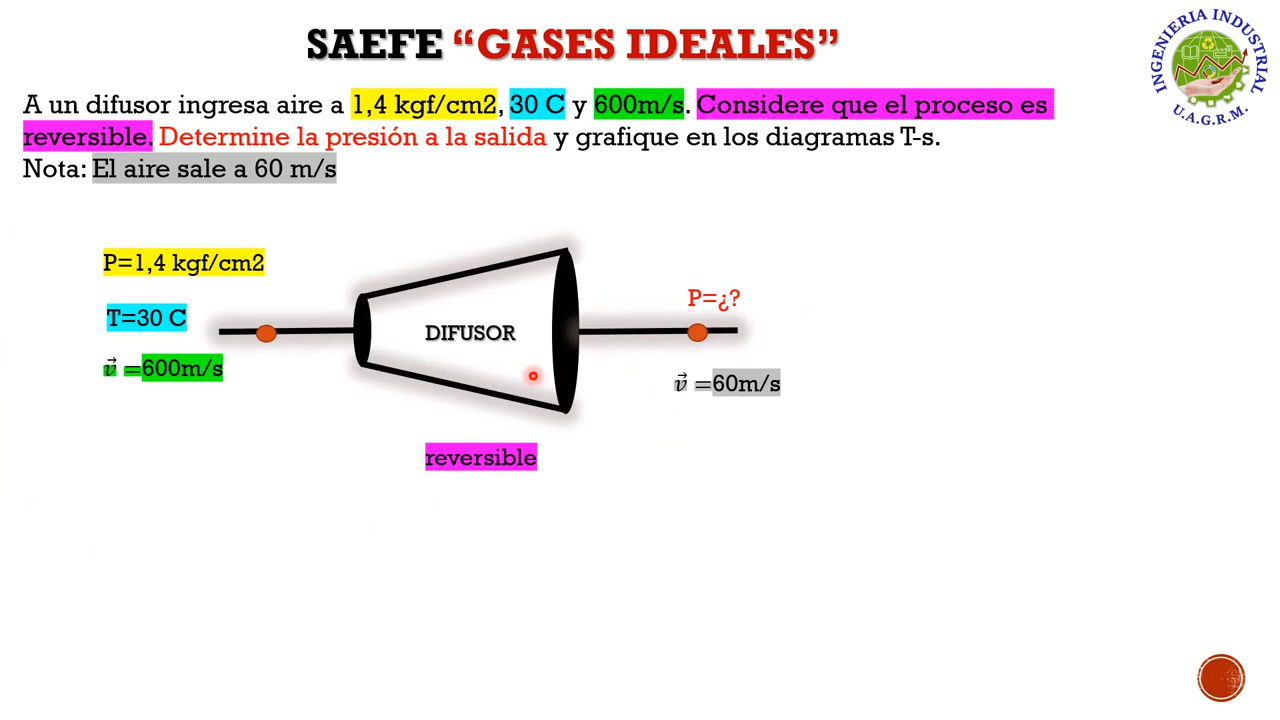 SAEFE “GASES IDEALES”
INGENIERIA INDUSTRIAL
U.A.G.R.M.
A un difusor ingresa aire a 1,4 kgf/cm2, 30 C y 600m/s. Considere que el proceso es
reversible. Determine la presión a la salida y grafique en los diagramas T-s.
Nota: El aire sale a 60 m/s
P=1,4 kgf/cm2
T=30 C
v⃗ =600m/s
DIFUSOR
P=¿?
v⃗ =60m/s
reversible